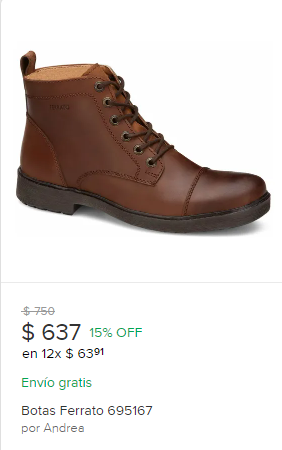 $ 750
$ 637 15% OFF
en 12x $ 63⁹¹
Envío gratis
Botas Ferrato 695167
por Andrea